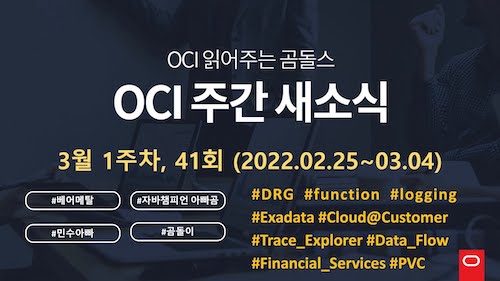 OCI 읽어주는 곰돌스
OCI 주간 새소식
3월 1주차, 41회 (2022.02.25~03.04)
#베어메탈 #자바챔피언 아빠곰
#민수아빠 #곰돌이
#DRG #function #logging
#Exadata #Cloud@Customer
#Trace_Explorer #Data_Flow
#Financial_Services #PVC